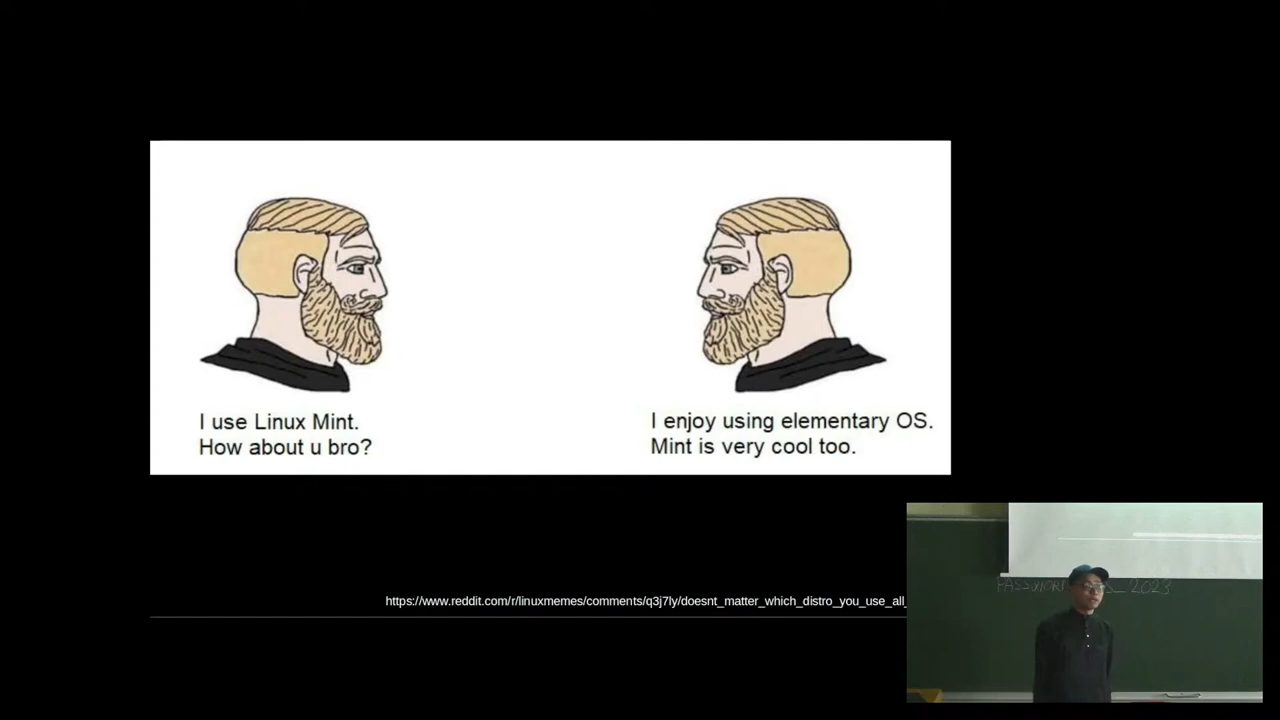 I use Linux Mint.
How about u bro?
I enjoy using elementary OS.
Mint is very cool too.
https://www.reddit.com/r/linuxmemes/comments/q3j7ly/doesnt_matter_which_distro_you_use_all_
2023